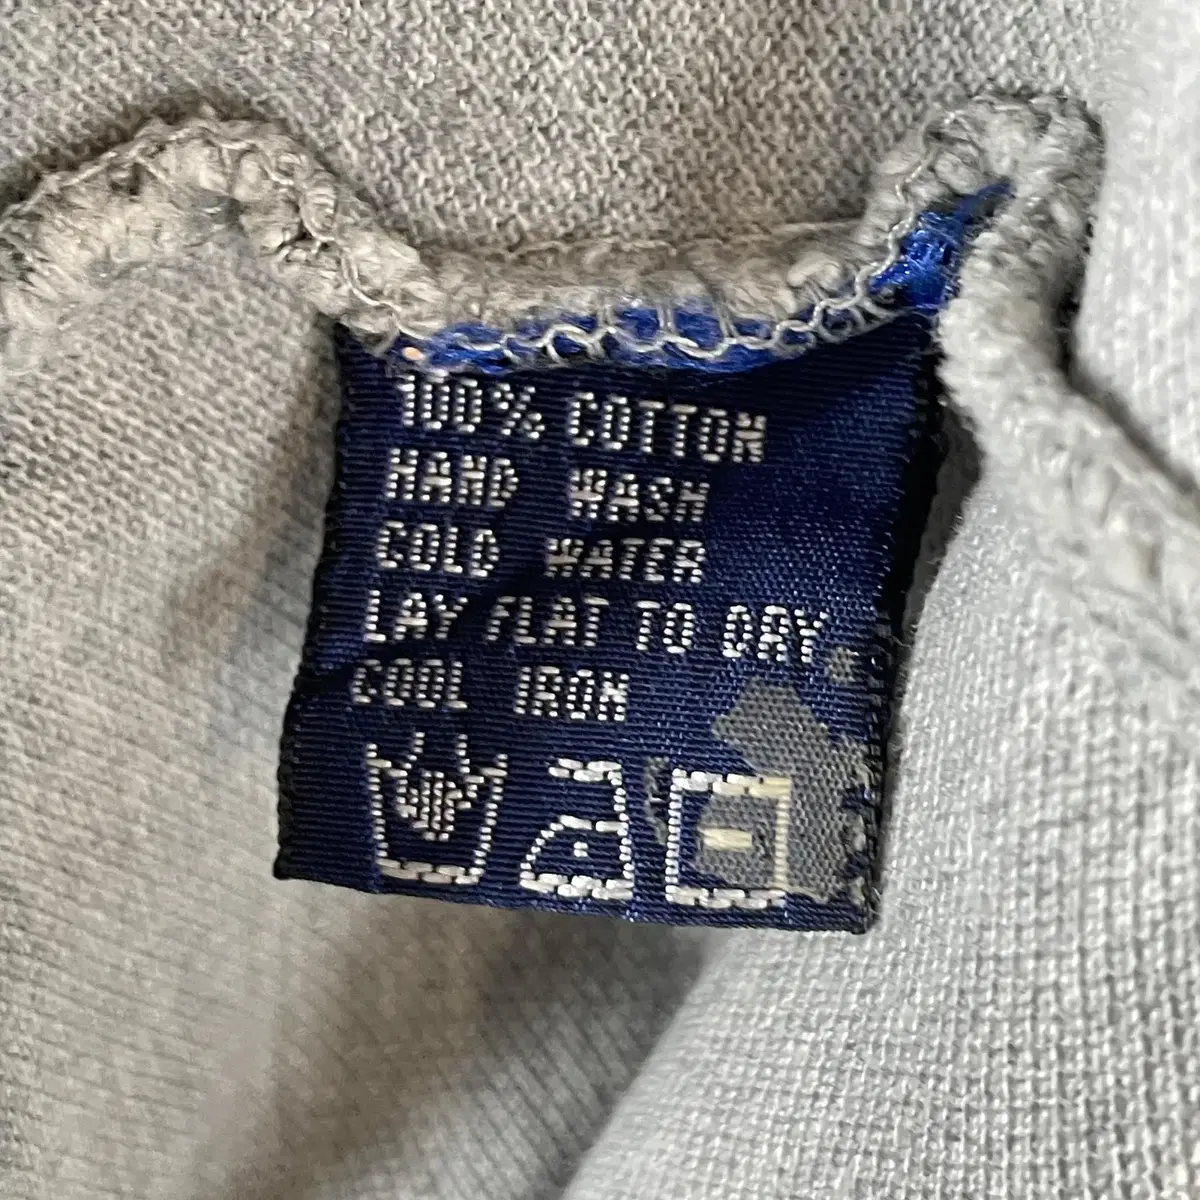 100% COTTON
HAND WASH
COLD WATER
LAY FLAT TO DRY
COOL IRON